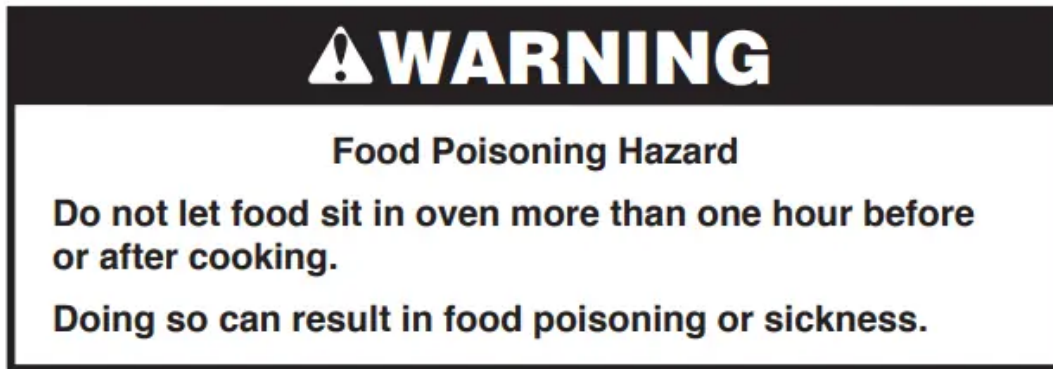 WARNING
Food Poisoning Hazard
Do not let food sit in oven more than one hour before
or after cooking.
Doing so can result in food poisoning or sickness.